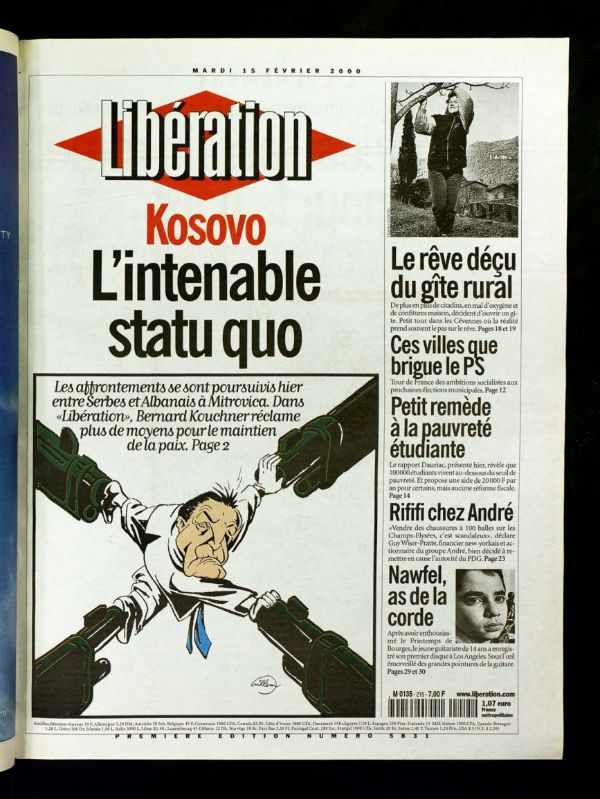 MARDI 15 FÉVRIER 2000
Libération
Kosovo
L'intenable
statu quo
Les affrontements se sont poursuivis hier
entre Serbes et Albanais à Mitrovica. Dans
«Libération», Bernard Kouchner réclame
plus de moyens pour le maintien
de la paix. Page 2
willem
Le rêve déçu
du gîte rural
De plus en plus de citadins, en mal d'oxygène et
de confitures maison, décident d'ouvrir un gî-
te. Petit tour dans les Cévennes où la réalité
prend souvent le pas sur le rêve. Pages 18 et 19
Ces villes que
brigue le PS
Tour de France des ambitions socialistes aux
prochaines élections municipales. Page 12
Petit remède
à la pauvreté
étudiante
Le rapport Dauriac, présenté hier, révèle que
100000 étudiants vivent au-dessous du seuil de
pauvreté. Et propose une aide de 20000 F par
an pour certains, mais aucune réforme fiscale.
Page 14
Rififi chez André
«Vendre des chaussures à 100 balles sur les
Champs-Elysées, c'est scandaleux», déclare
Guy Wyser-Pratte, financier new-yorkais et ac-
tionnaire du groupe André, bien décidé à re-
mettre en cause l'autorité du PDG. Page 23
Nawfel,
as de la
corde
Après avoir enthousias-
mé le Printemps de
Bourges, le jeune guitariste de 14 ans a enregis-
tré son premier disque à Los Angeles. Sous l'œil
émerveillé des grandes pointures de la guitare.
Pages 29 et 30
M 0135 - 215 - 7,00 F
www.liberation.com
1,07 euro
France
métropolitaine
PREMIERE EDITION NUMERO 5831
TY